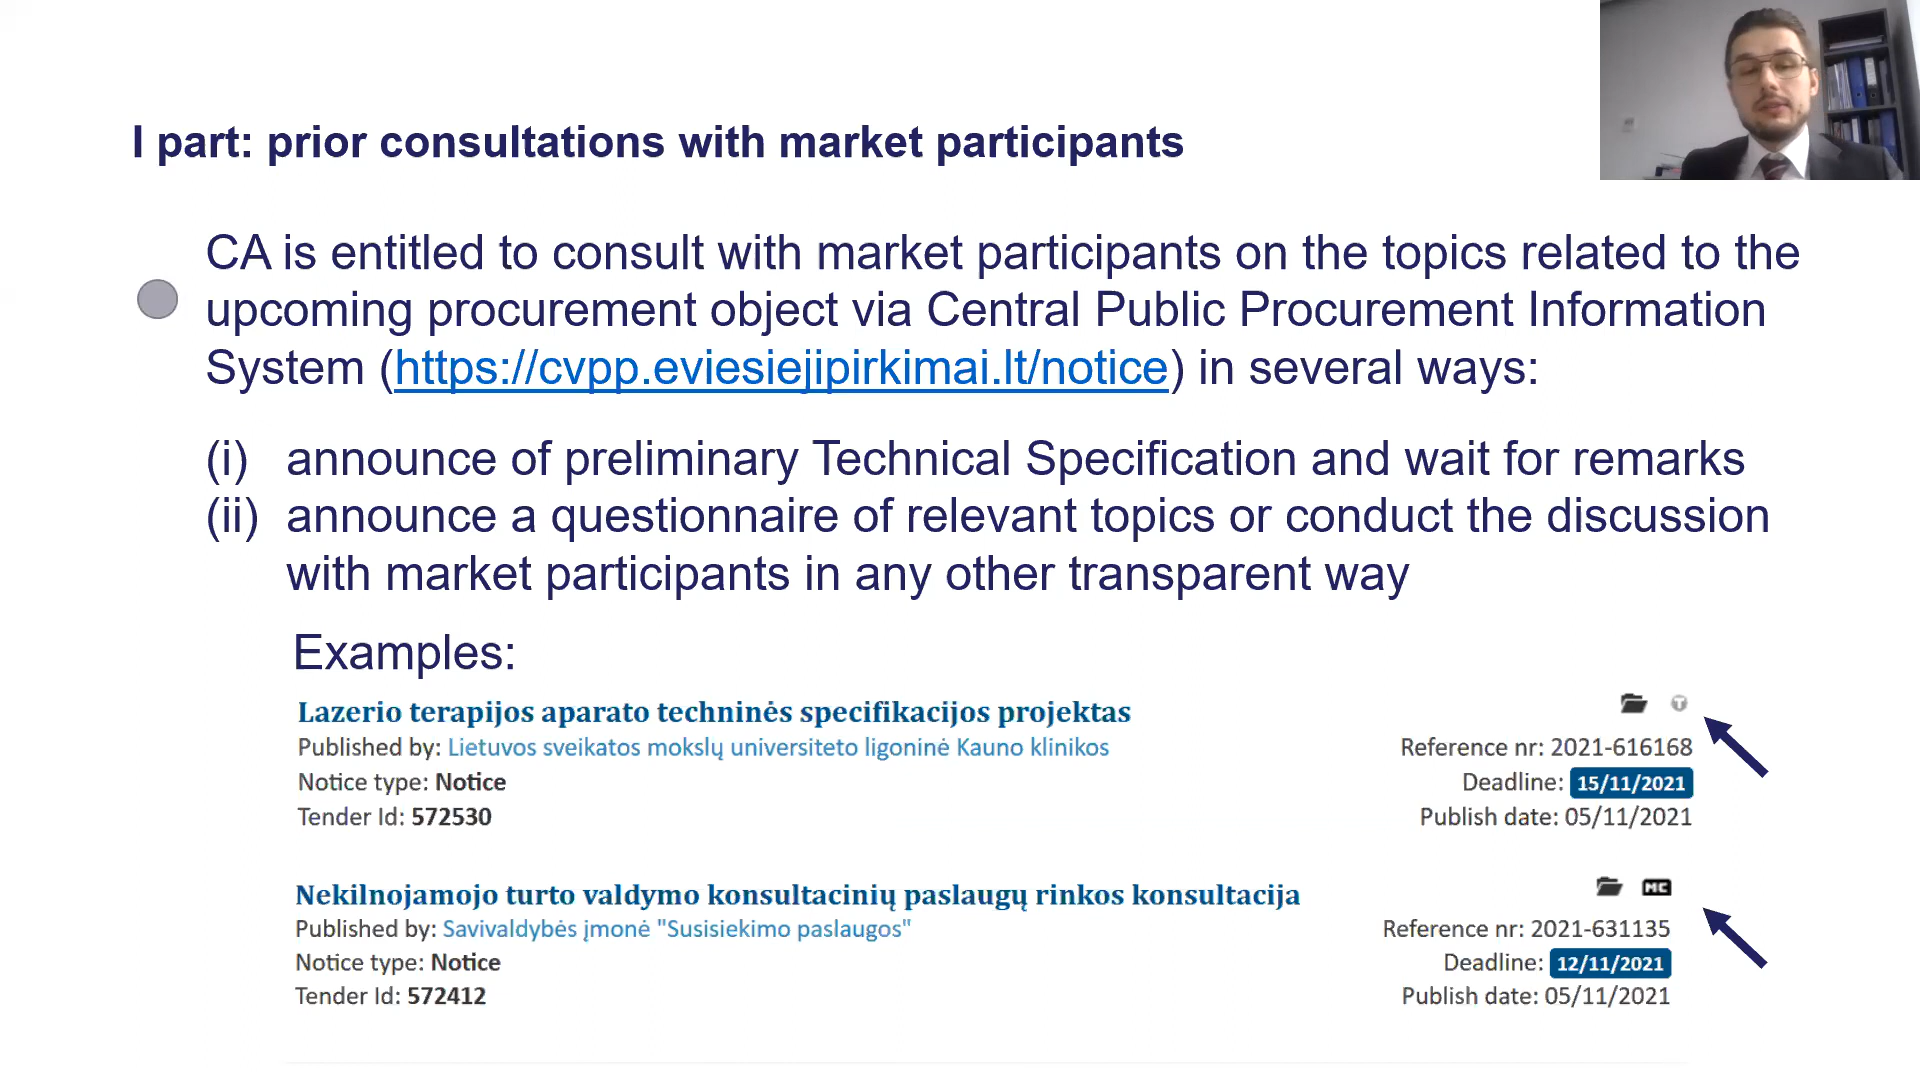 I part: prior consultations with market participants
CA is entitled to consult with market participants on the topics related to the
upcoming procurement object via Central Public Procurement Information
System (https://cvpp.eviesiejipirkimai.lt/notice) in several ways:
(i) announce of preliminary Technical Specification and wait for remarks
(ii) announce a questionnaire of relevant topics or conduct the discussion
with market participants in any other transparent way
Examples:
Lazerio terapijos aparato techninės specifikacijos projektas
T
Published by: Lietuvos sveikatos mokslų universiteto ligoninė Kauno klinikos
Reference nr: 2021-616168
Notice type: Notice
Deadline: 15/11/2021
Tender Id: 572530
Publish date: 05/11/2021
Nekilnojamojo turto valdymo konsultacinių paslaugų rinkos konsultacija
MC
Published by: Savivaldybės įmonė "Susisiekimo paslaugos"
Reference nr: 2021-631135
Notice type: Notice
Deadline: 12/11/2021
Tender Id: 572412
Publish date: 05/11/2021